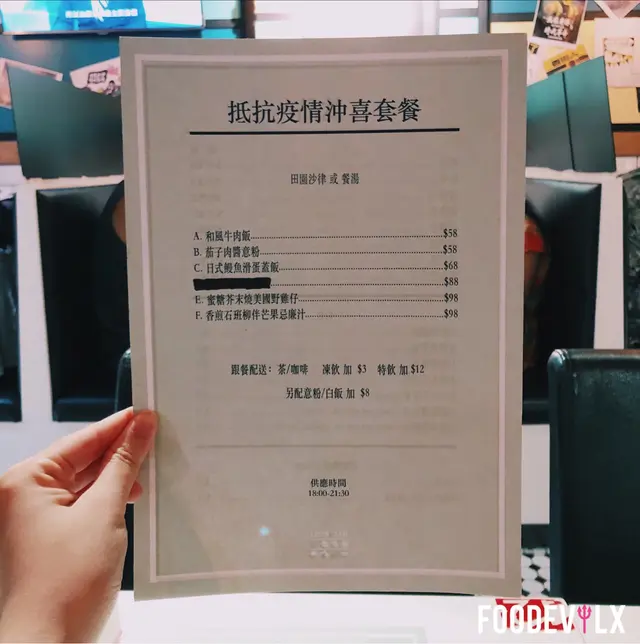 抵抗疫情沖喜套餐
田園沙律 或 餐湯
A. 和風牛肉飯 $58
B. 茄子肉醬意粉 $58
C. 日式鰻魚滑蛋蓋飯 $68
$88
E. 蜜糖芥末燒美國野雞仔 $98
F. 香煎石班柳伴芒果忌廉汁 $98
跟餐配送：茶/咖啡 凍飲 加 $3 特飲 加 $12
另配意粉/白飯 加 $8
供應時間
18:00-21:30
FOODEVILX